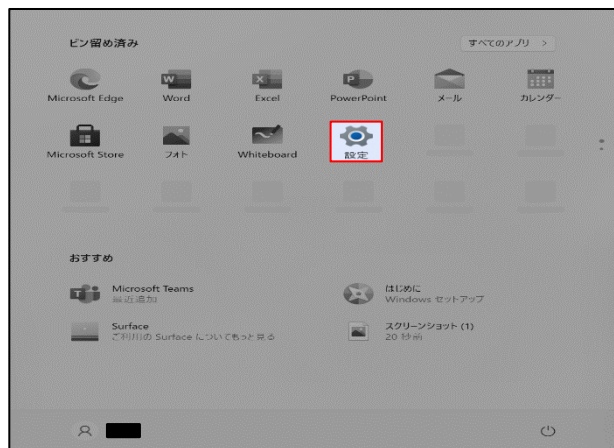 ピン留め済み
すべてのアプリ >
Microsoft Edge
Word
Excel
PowerPoint
メール
カレンダー
Microsoft Store
フォト
Whiteboard
設定
おすすめ
Microsoft Teams
最近追加
はじめに
Windows セットアップ
Surface
ご利用の Surface についてもっと見る
スクリーンショット (1)
20 秒前